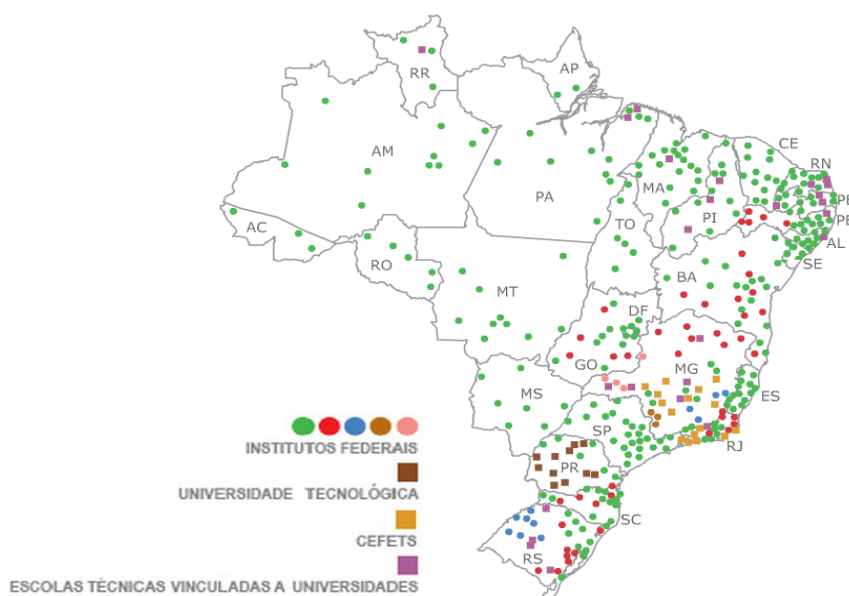 RR
AP
AM
CE
RN
PA
MA
PB
AC
TO
PI
PE
AL
RO
SE
BA
MT
DF
GO
MG
MS
ES
SP
INSTITUTOS FEDERAIS
RJ
PR
UNIVERSIDADE TECNOLÓGICA
SC
CEFETS
RS
ESCOLAS TÉCNICAS VINCULADAS A UNIVERSIDADES